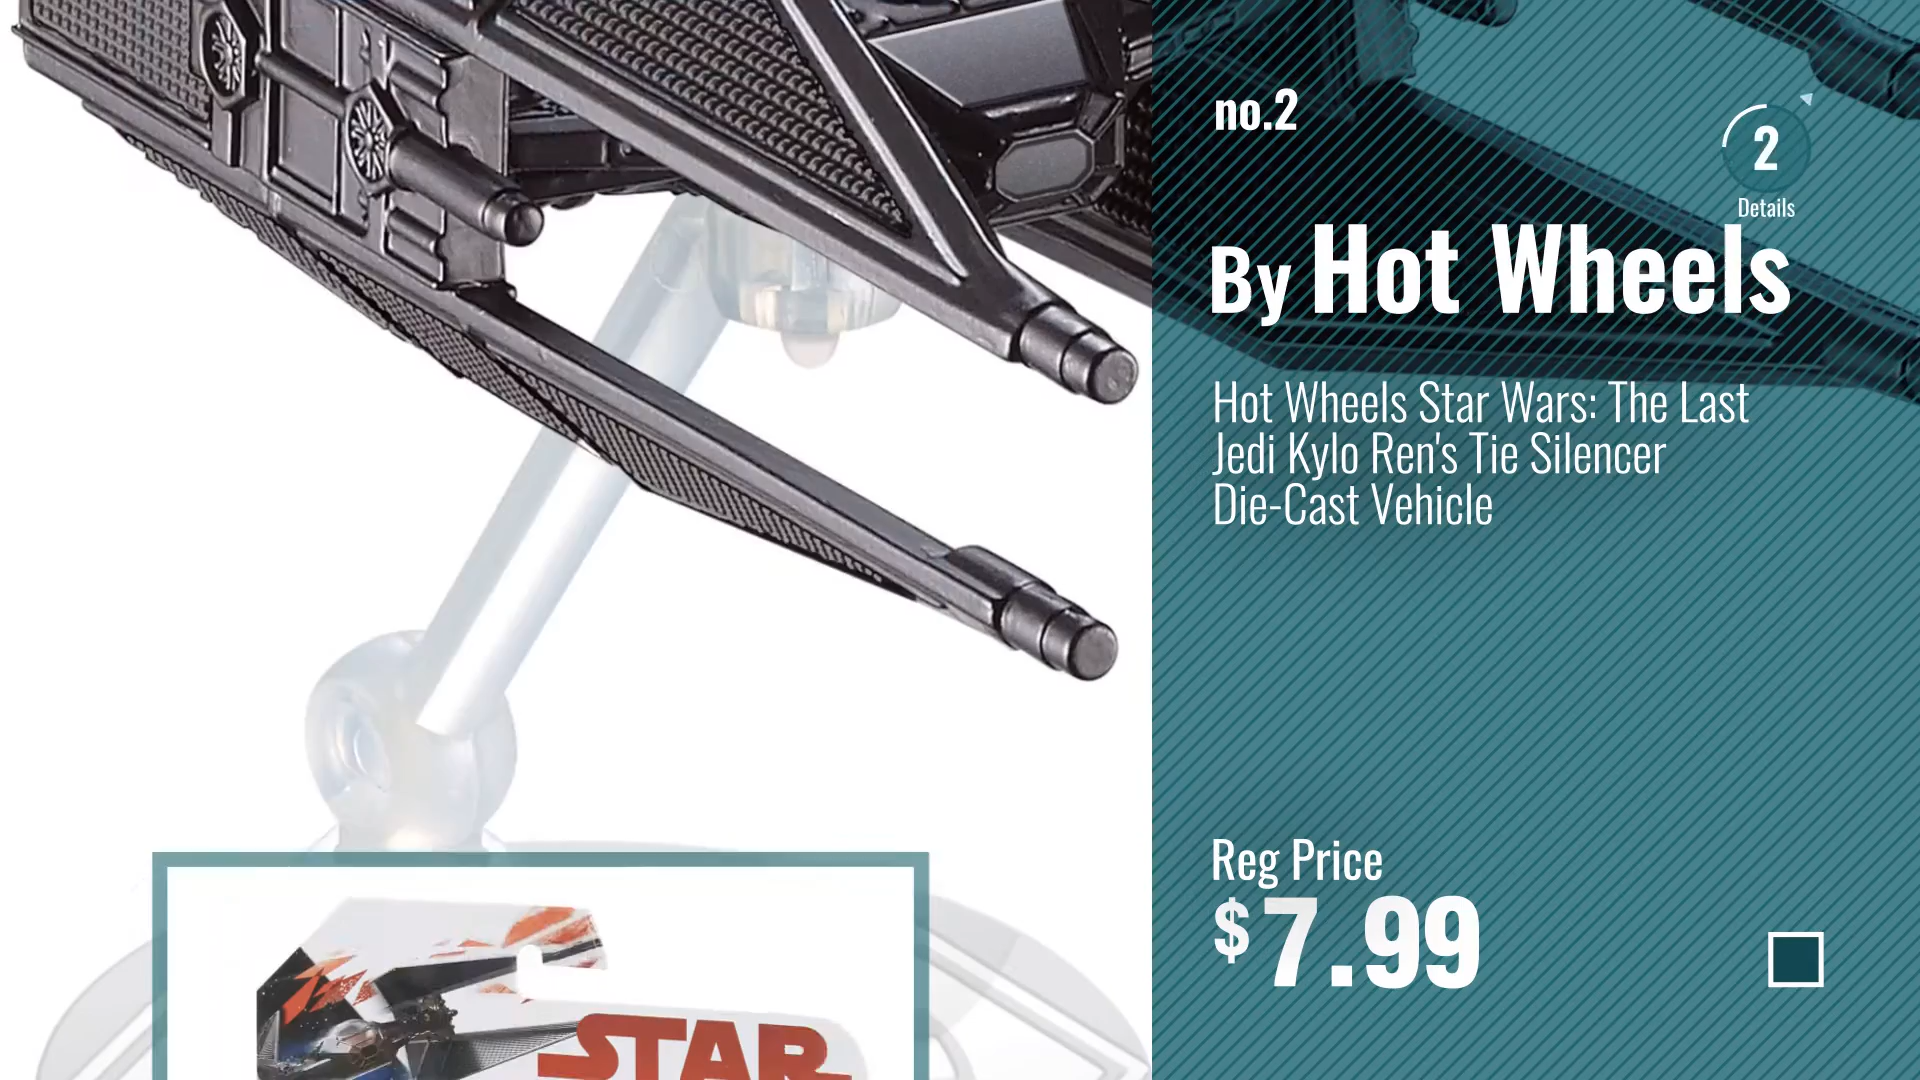 no.2
2
Details
By Hot Wheels
Hot Wheels Star Wars: The Last
Jedi Kylo Ren's Tie Silencer
Die-Cast Vehicle
Reg Price
$7.99
STAR